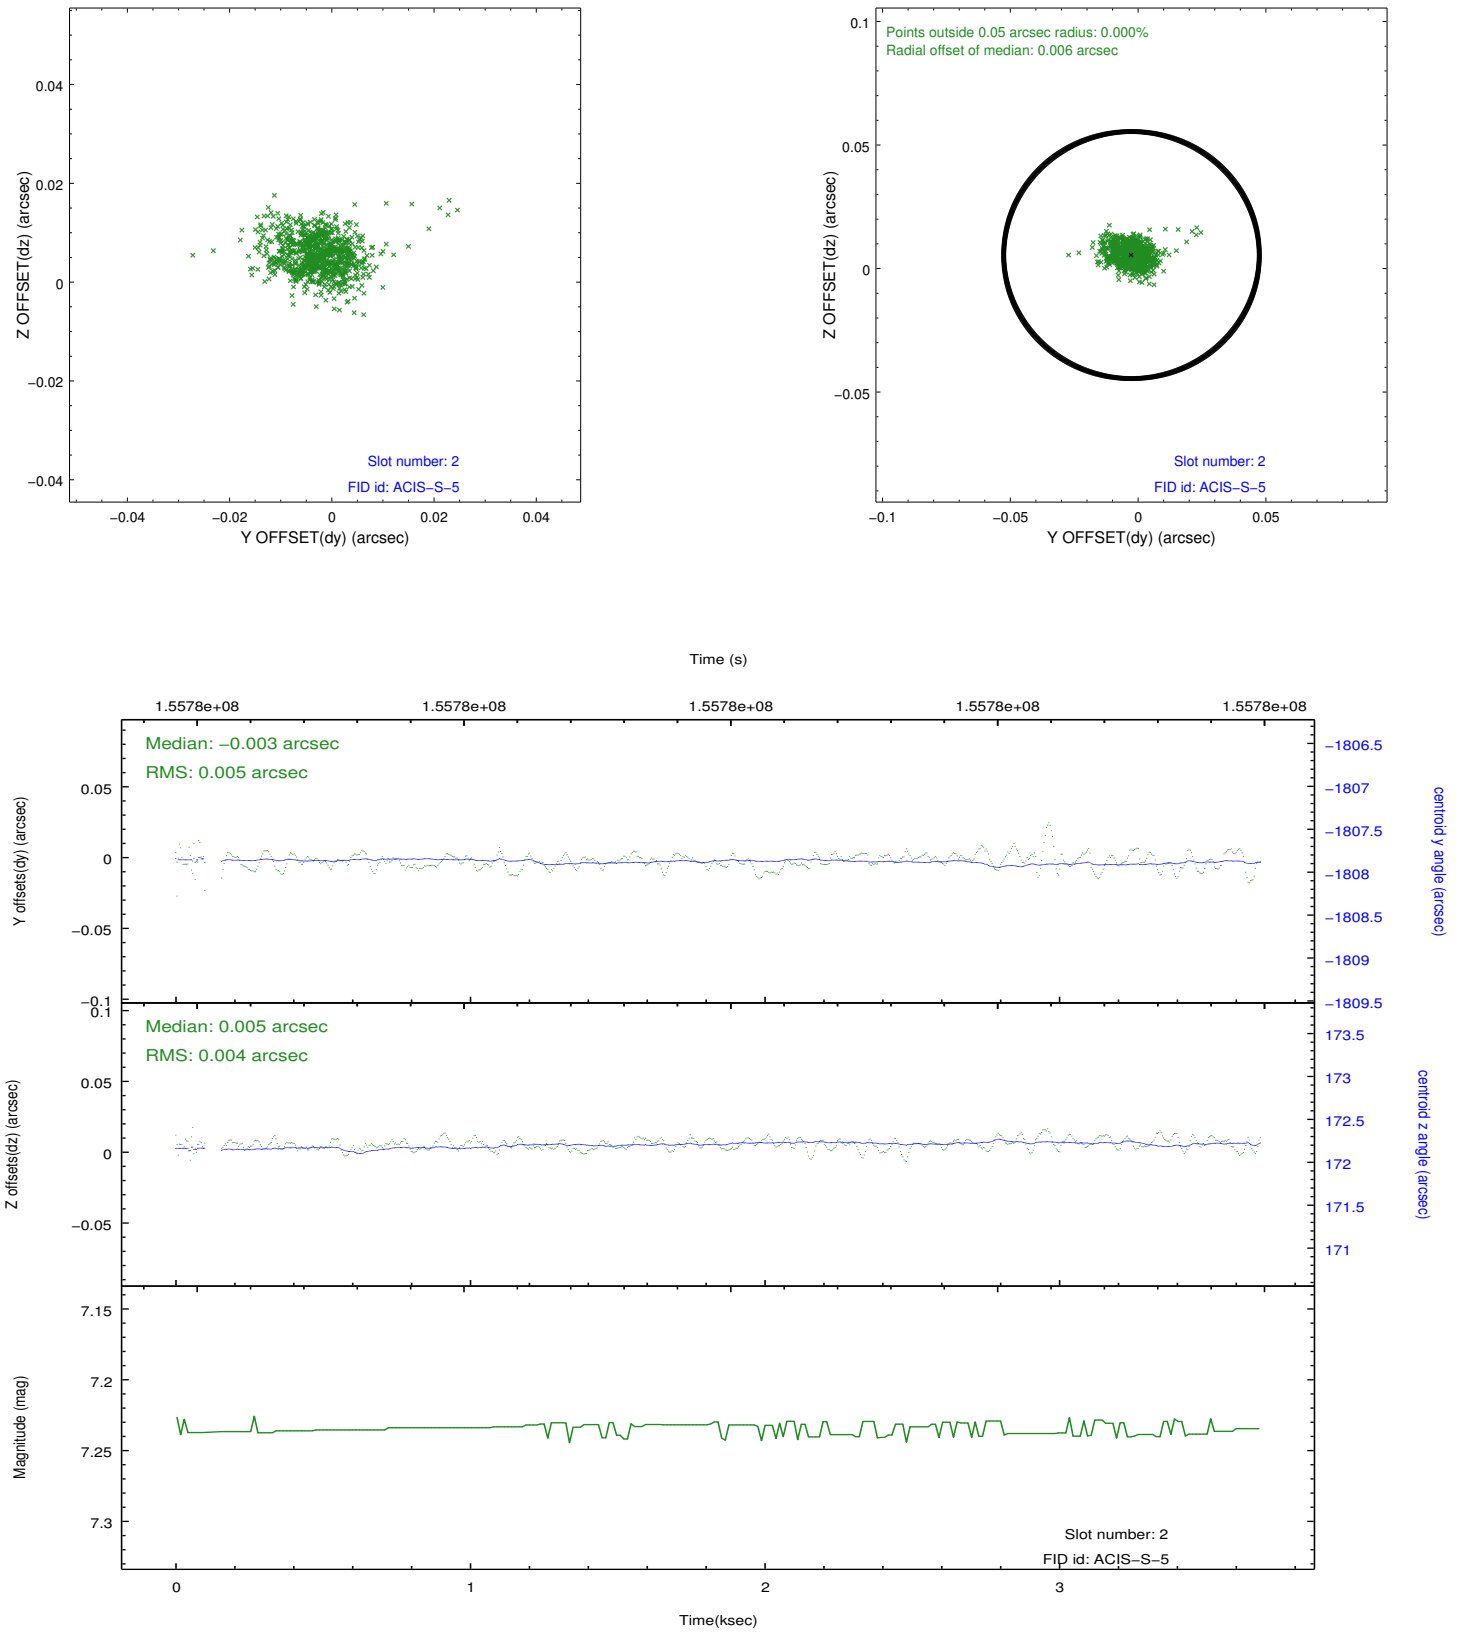 0.04
0.02
0
−0.02
−0.04
Z OFFSET(dz) (arcsec)
Slot number: 2
FID id: ACIS−S−5
−0.04 −0.02 0 0.02 0.04
Y OFFSET(dy) (arcsec)
Points outside 0.05 arcsec radius: 0.000%
Radial offset of median: 0.006 arcsec
0.1
0.05
0
−0.05
Z OFFSET(dz) (arcsec)
Slot number: 2
FID id: ACIS−S−5
−0.1 −0.05 0 0.05
Y OFFSET(dy) (arcsec)
Time (s)
1.5578e+08 1.5578e+08 1.5578e+08 1.5578e+08 1.5578e+08
Median: −0.003 arcsec
RMS: 0.005 arcsec
0.05
0
−0.05
−0.1
Y offsets(dy) (arcsec)
−1806.5
−1807
−1807.5
−1808
−1808.5
−1809
−1809.5
centroid y angle (arcsec)
Median: 0.005 arcsec
RMS: 0.004 arcsec
0.1
0.05
0
−0.05
Z offsets(dz) (arcsec)
173.5
173
172.5
172
171.5
171
centroid z angle (arcsec)
7.15
7.2
7.25
7.3
Magnitude (mag)
Slot number: 2
FID id: ACIS−S−5
0 1 2 3
Time(ksec)